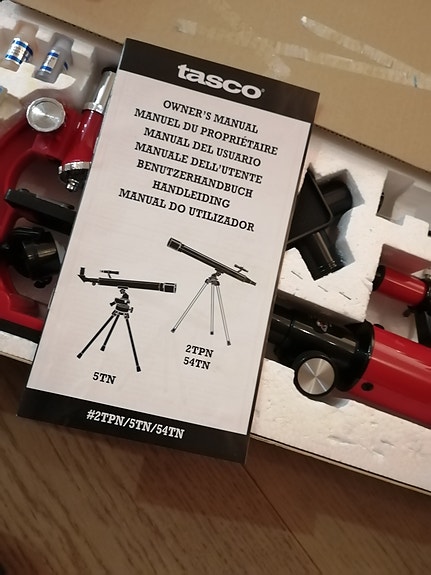 tasco®
OWNER'S MANUAL
MANUEL DU PROPRIÉTAIRE
MANUAL DEL USUARIO
MANUALE DELL'UTENTE
BENUTZERHANDBUCH
HANDLEIDING
MANUAL DO UTILIZADOR
2TPN
54TN
5TN
#2TPN/5TN/54TN